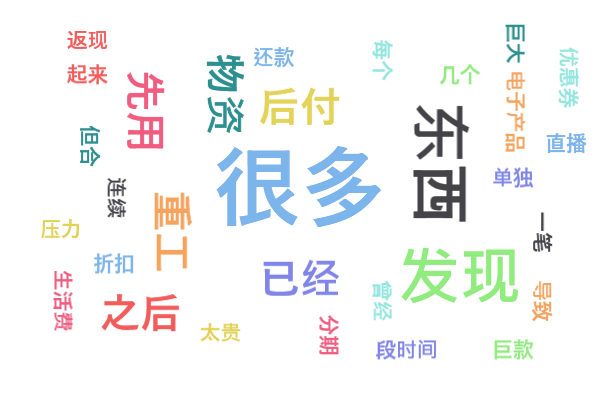 返现
起来
先用
物资
还款
后付
每个
几个
巨大
电子产品
优惠券
直播
东西
单独
但合
连续
很多
重工
压力
折扣
生活费
之后
太贵
已经
分期
曾经
段时间
发现
一笔
导致
巨款